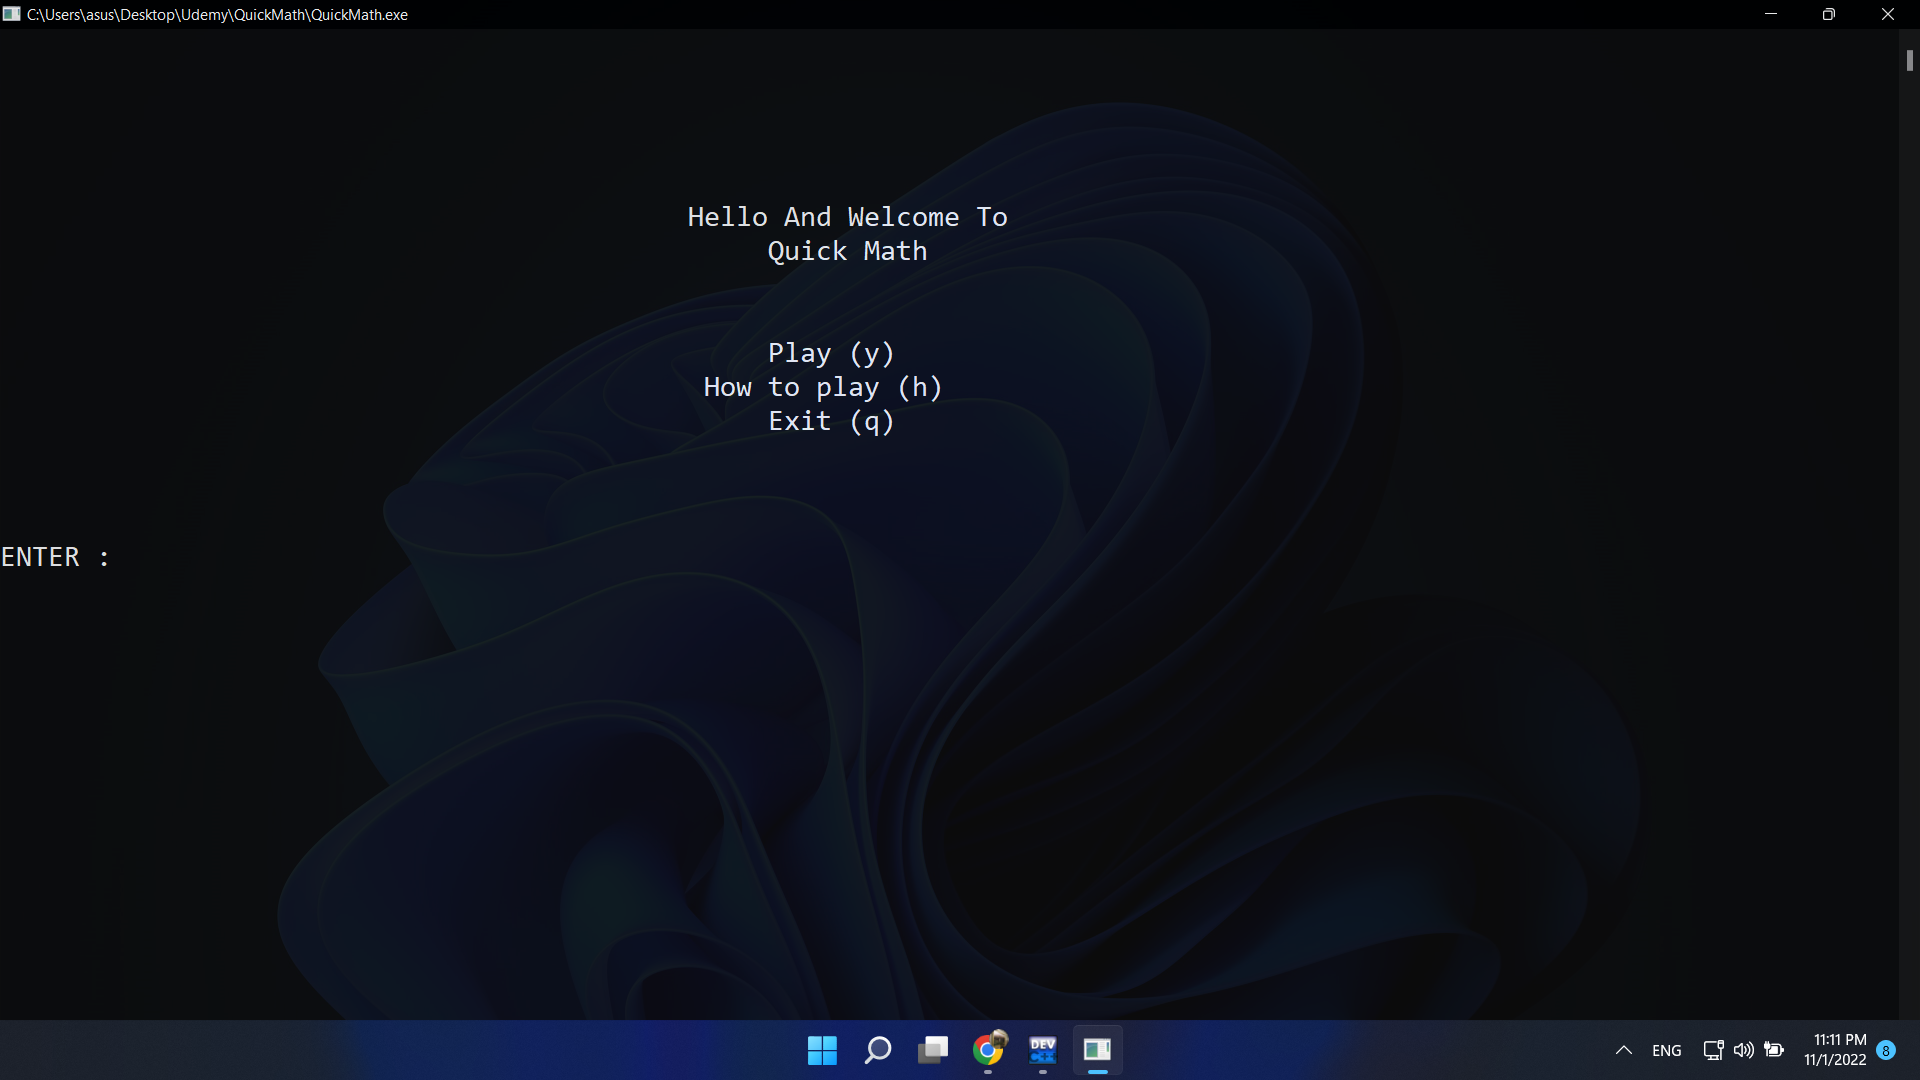 C:\Users\asus\Desktop\Udemy\QuickMath\QuickMath.exe
Hello And Welcome To
Quick Math
Play (y)
How to play (h)
Exit (q)
ENTER :
DEV
C++
ENG
11:11 PM
11/1/2022
8